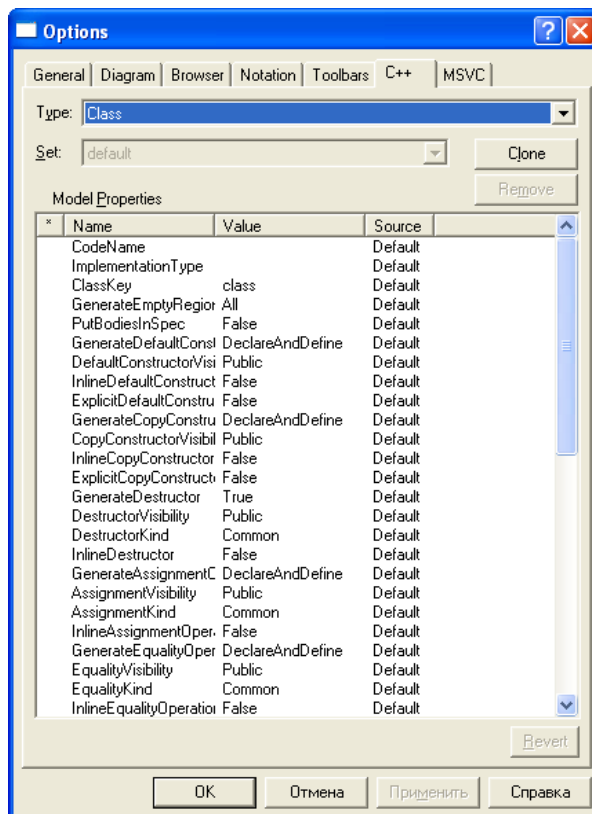 Options
General Diagram Browser Notation Toolbars C++ MSVC
Type: Class
Set: default Clone
Remove
Model Properties
* Name Value Source
CodeName Default
ImplementationType Default
ClassKey class Default
GenerateEmptyRegior All Default
PutBodiesInSpec False Default
GenerateDefaultConst DeclareAndDefine Default
DefaultConstructorVisi Public Default
InlineDefaultConstruct False Default
ExplicitDefaultConstru False Default
GenerateCopyConstru DeclareAndDefine Default
CopyConstructorVisibil Public Default
InlineCopyConstructor False Default
ExplicitCopyConstructo False Default
GenerateDestructor True Default
DestructorVisibility Public Default
DestructorKind Common Default
InlineDestructor False Default
GenerateAssignmentC DeclareAndDefine Default
AssignmentVisibility Public Default
AssignmentKind Common Default
InlineAssignmentOper. False Default
GenerateEqualityOper DeclareAndDefine Default
EqualityVisibility Public Default
EqualityKind Common Default
InlineEqualityOperation False Default
Revert
OK Отмена Применить Справка